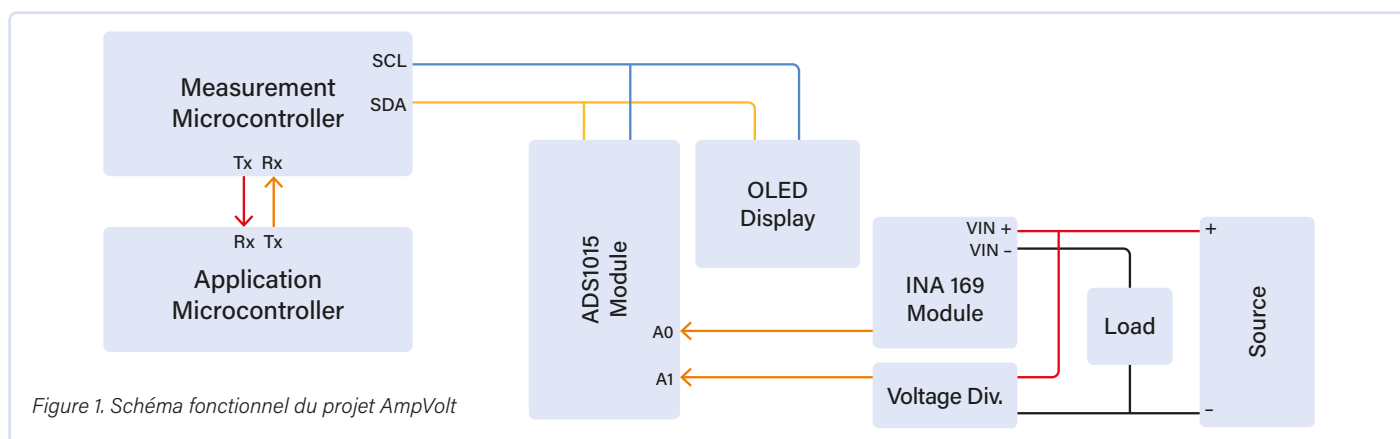 Measurement
Microcontroller
SCL
SDA
Tx Rx
Rx Tx
Application
Microcontroller
ADS1015
Module
A0
A1
OLED
Display
VIN +
VIN –
INA 169
Module
Voltage Div.
Load
+
Source
–
Figure 1. Schéma fonctionnel du projet AmpVolt